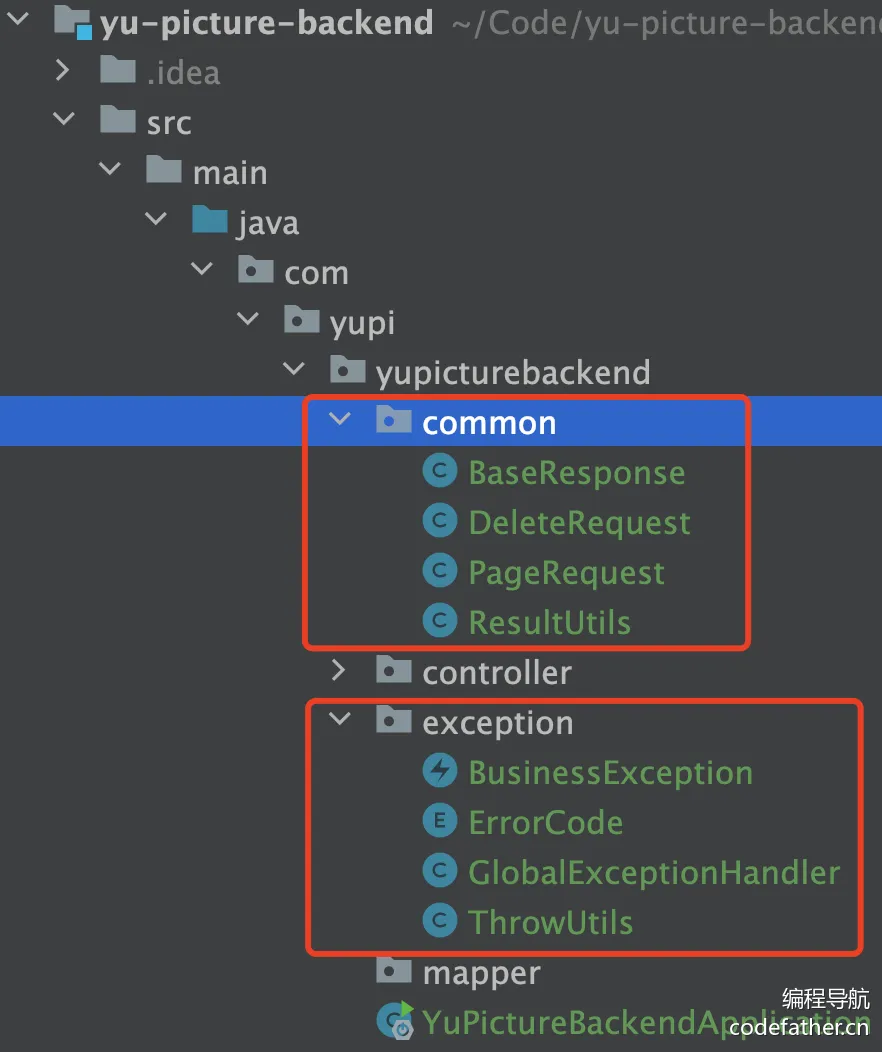 yu-picture-backend ~/Code/yu-picture-backend
.idea
src
main
java
com
yupi
yupicturebackend
common
C BaseResponse
C DeleteRequest
C PageRequest
C ResultUtils
controller
exception
BusinessException
E ErrorCode
C GlobalExceptionHandler
C ThrowUtils
mapper
编程导航
C YuPictureBackendApplication
codefather.cn